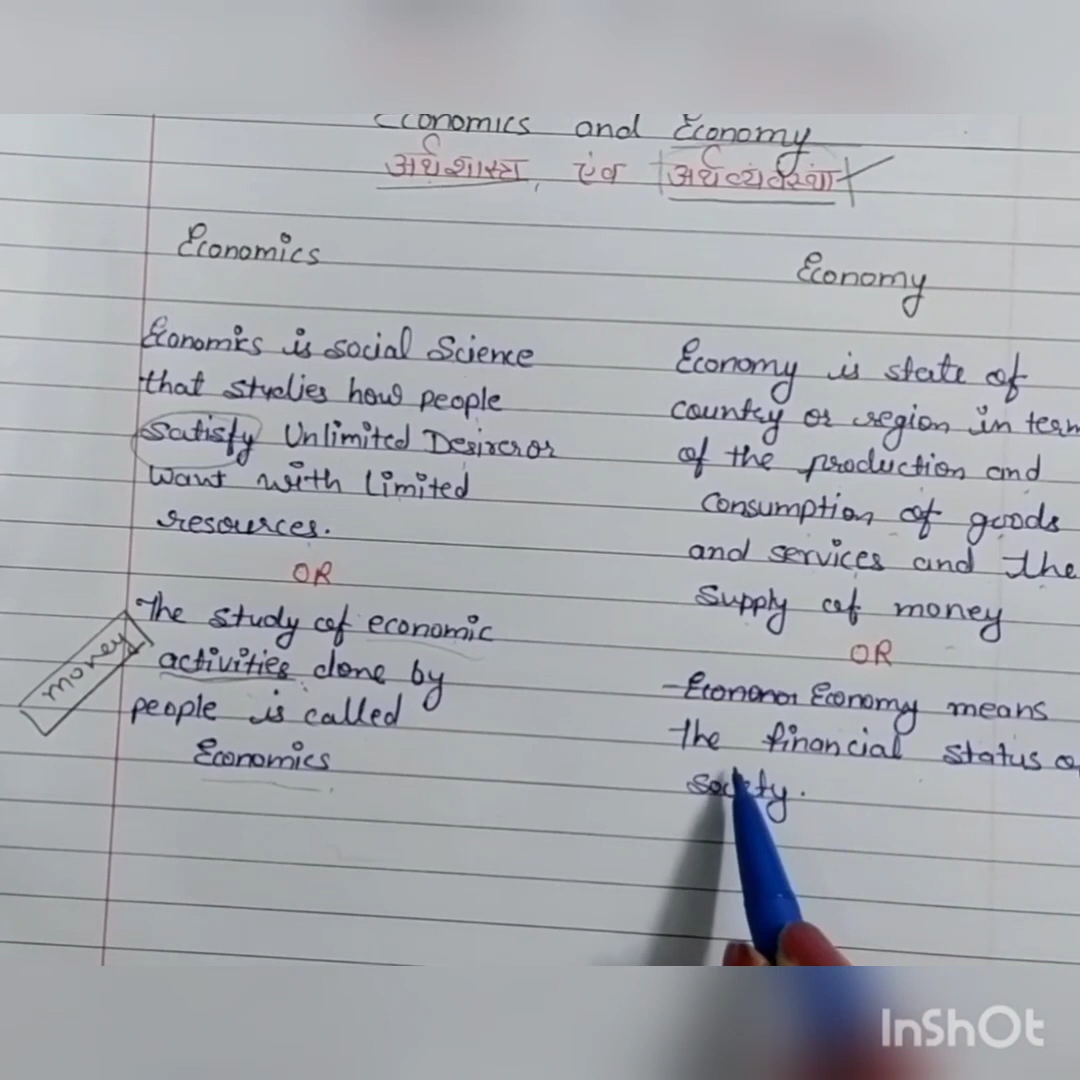 Economics and Economy
अर्थशास्त्र, एंव अर्थव्यंवस्था
Economics
Economics is social Science
that studies how people
satisfy Unlimited Desire or
want with limited
resources.
OR
The study of economic
activities done by
people is called
Economics
money
Economy
Economy is state of
country or region in term
of the production and
consumption of goods
and services and the
supply of money
OR
Economy means
the financial status of
society.
InShOt